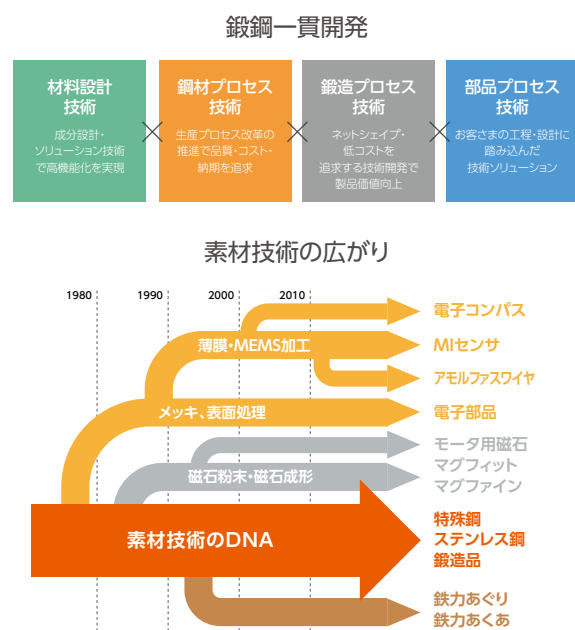 鍛鋼一貫開発
材料設計
技術
成分設計・
ソリューション技術
で高機能化を実現
鋼材プロセス
技術
生産プロセス改革の
推進で品質・コスト・
納期を追求
鍛造プロセス
技術
ネットシェイプ・
低コストを
追求する技術開発で
製品価値向上
部品プロセス
技術
お客さまの工程・設計に
踏み込んだ
技術ソリューション
素材技術の広がり
1980
1990
2000
2010
電子コンパス
薄膜・MEMS加工
MIセンサ
アモルファスワイヤ
メッキ、表面処理
電子部品
モータ用磁石
磁石粉末・磁石成形
マグフィット
マグファイン
素材技術のDNA
特殊鋼
ステンレス鋼
鍛造品
鉄力あぐり
鉄力あくあ